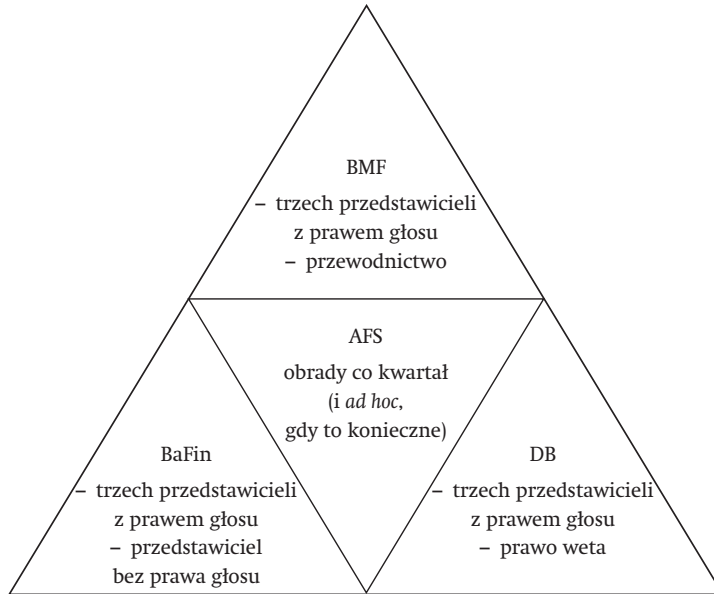 BMF
– trzech przedstawicieli
z prawem głosu
– przewodnictwo
AFS
obrady co kwartał
(i ad hoc,
gdy to konieczne)
BaFin
– trzech przedstawicieli
z prawem głosu
– przedstawiciel
bez prawa głosu
DB
– trzech przedstawicieli
z prawem głosu
– prawo weta